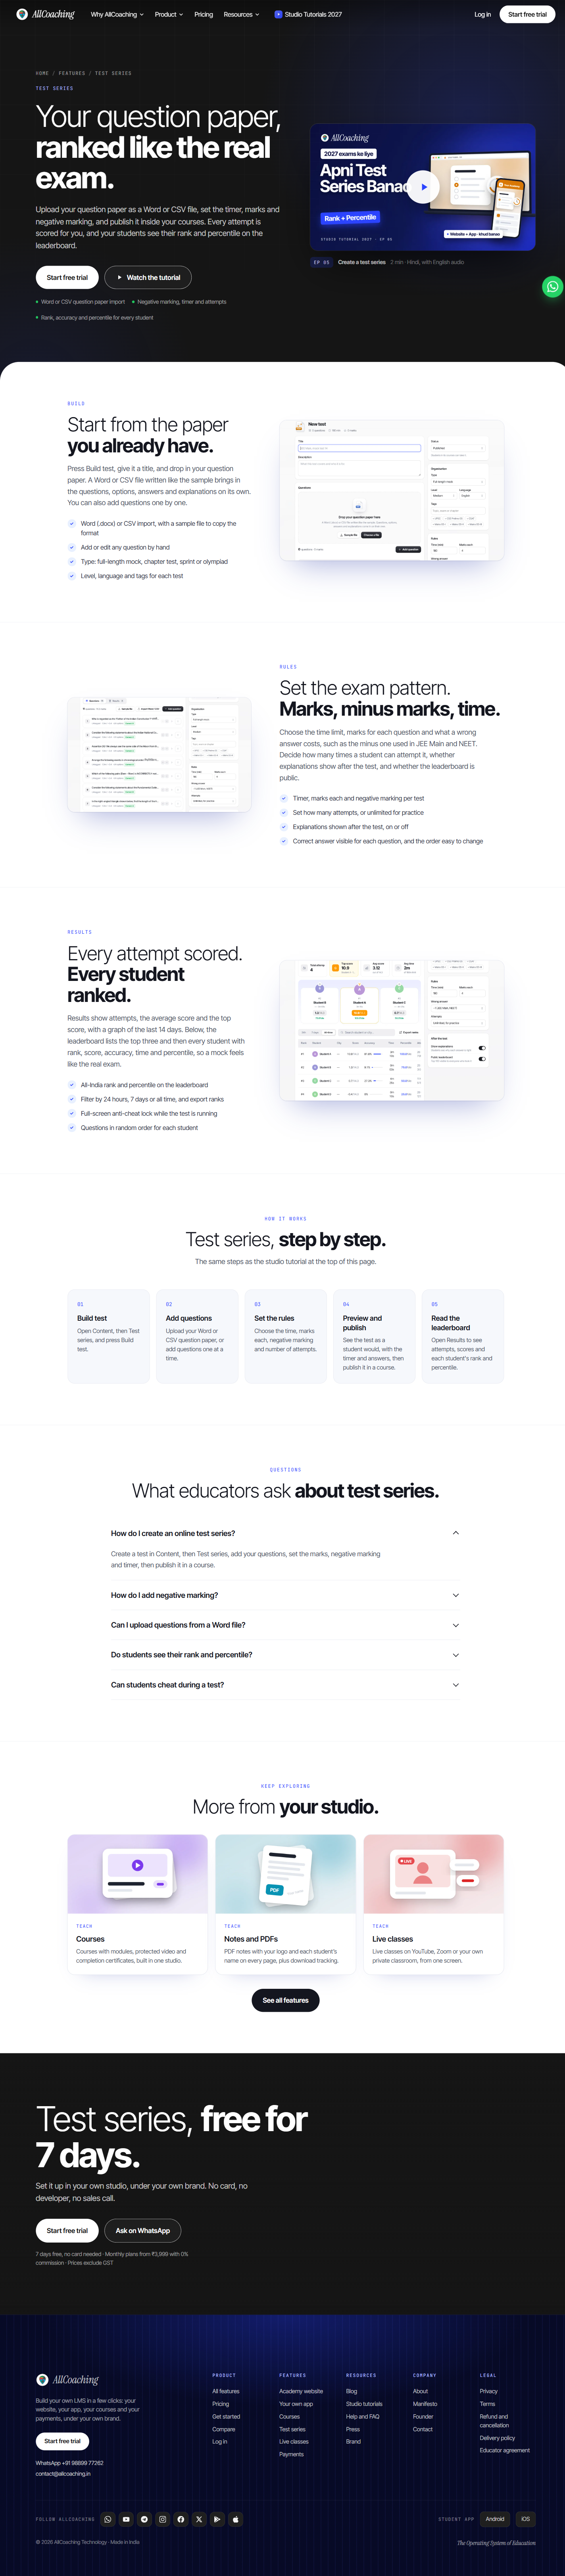 AllCoaching
Why AllCoaching
Product
Pricing
Resources
Studio Tutorials 2027
Log in
Start free trial
HOME / FEATURES / TEST SERIES
TEST SERIES
Your question paper,
ranked like the real
exam.
Upload your question paper as a Word or CSV file, set the timer, marks and
negative marking, and publish it inside your course. Every attempt is
scored for you, and your students see their rank and percentile on the
leaderboard.
Start free trial
Watch the tutorial
Word or CSV question paper import
Negative marking, timer and attempts
Rank, accuracy and percentile for every student
AllCoaching
2027 exams ke liye
Apni Test
Series Banao
Rank + Percentile
STUDIO TUTORIAL 2027 · EP 05
+ Website + App · khud banao
EP 05
Create a test series
2 min · Hindi, with English audio
BUILD
Start from the paper
you already have.
Press Build test, give it a title, and drop in your question
paper. A Word or CSV file written like the sample brings in
the questions, options, answers and explanations on its own.
You can also add questions one by one.
Word (.docx) or CSV import, with a sample file to copy the
format
Add or edit any question by hand
Type: full-length mock, chapter test, sprint or olympiad
Level, language and tags for each test
New test
Title
Description
Questions
Drop your question paper here
RULES
Set the exam pattern.
Marks, minus marks, time.
Choose the time limit, marks for each question and what a wrong
answer costs, such as the minus one used in JEE Main and NEET.
Decide how many times a student can attempt it, whether
explanations show after the test, and whether the leaderboard is
public.
Timer, marks each and negative marking per test
Set how many attempts, or unlimited for practice
Explanations shown after the test, on or off
Correct answer visible for each question, and the order easy to change
RESULTS
Every attempt scored.
Every student
ranked.
Results show attempts, the average score and the top
score, with a graph of the last 14 days. Below, the
leaderboard lists the top three and then every student with
rank, score, accuracy, time and percentile, so a mock feels
like the real exam.
All-India rank and percentile on the leaderboard
Filter by 24 hours, 7 days or all time, and export ranks
Full-screen anti-cheat lock while the test is running
Questions in random order for each student
HOW IT WORKS
Test series, step by step.
The same steps as the studio tutorial at the top of this page.
01
Build test
Open Content, then Test
series, and press Build
test.
02
Add questions
Upload your Word or
CSV question paper, or
add questions one at a
time.
03
Set the rules
Choose the time, marks
each, negative marking
and number of attempts.
04
Preview and
publish
See the test as a
student would, with the
timer and answers, then
publish it in a course.
05
Read the
leaderboard
Open Results to see
attempts, scores and
each student's rank and
percentile.
QUESTIONS
What educators ask about test series.
How do I create an online test series?
Create a test in Content, then Test series, add your questions, set the marks, negative marking
and timer, then publish it in a course.
How do I add negative marking?
Can I upload questions from a Word file?
Do students see their rank and percentile?
Can students cheat during a test?
KEEP EXPLORING
More from your studio.
TEACH
Courses
Courses with modules, protected video and
completion certificates, built in one studio.
PDF
TEACH
Notes and PDFs
PDF notes with your logo and each student's
name on every page, plus download tracking.
LIVE
TEACH
Live classes
Live classes on YouTube, Zoom or your own
private classroom, from one screen.
See all features
Test series, free for
7 days.
Set it up in your own studio, under your own brand. No card, no
developer, no sales call.
Start free trial
Ask on WhatsApp
7 days free, no card needed · Monthly plans from ₹3,999 with 0%
commission · Prices exclude GST
AllCoaching
Build your own LMS in a few clicks: your
website, your app, your courses and your
payments, under your own brand.
Start free trial
WhatsApp +91 98899 77262
contact@allcoaching.in
PRODUCT
All features
Pricing
Get started
Compare
Log in
FEATURES
Academy website
Your own app
Courses
Test series
Live classes
Payments
RESOURCES
Blog
Studio tutorials
Help and FAQ
Press
Brand
COMPANY
About
Manifesto
Founder
Contact
LEGAL
Privacy
Terms
Refund and
cancellation
Delivery policy
Educator agreement
FOLLOW ALLCOACHING
STUDENT APP
Android
iOS
© 2026 AllCoaching Technology · Made in India
The Operating System of Education